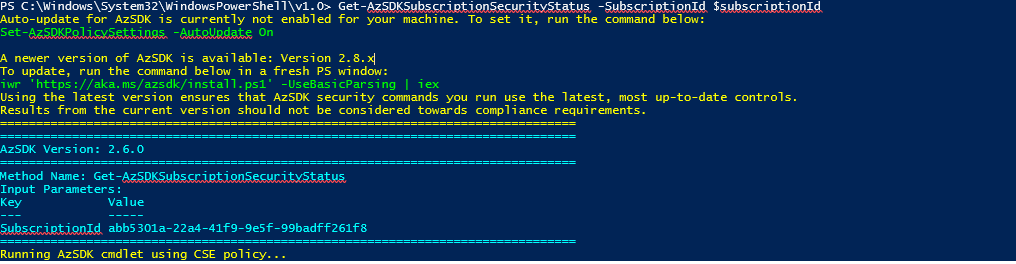 PS C:\Windows\System32\WindowsPowerShell\v1.0> Get-AzSDKSubscriptionSecurityStatus -SubscriptionId $subscriptionId
Auto-update for AzSDK is currently not enabled for your machine. To set it, run the command below:
Set-AzSDKPolicySettings -AutoUpdate On
A newer version of AzSDK is available: Version 2.8.x
To update, run the command below in a fresh PS window:
iwr 'https://aka.ms/azsdk/install.ps1' -UseBasicParsing | iex
Using the latest version ensures that AzSDK security commands you run use the latest, most up-to-date controls.
Results from the current version should not be considered towards compliance requirements.
================================================================================
================================================================================
AzSDK Version: 2.6.0
================================================================================
Method Name: Get-AzSDKSubscriptionSecurityStatus
Input Parameters:
Key            Value
---            -----
SubscriptionId abb5301a-22a4-41f9-9e5f-99badff261f8
================================================================================
Running AzSDK cmdlet using CSE policy...